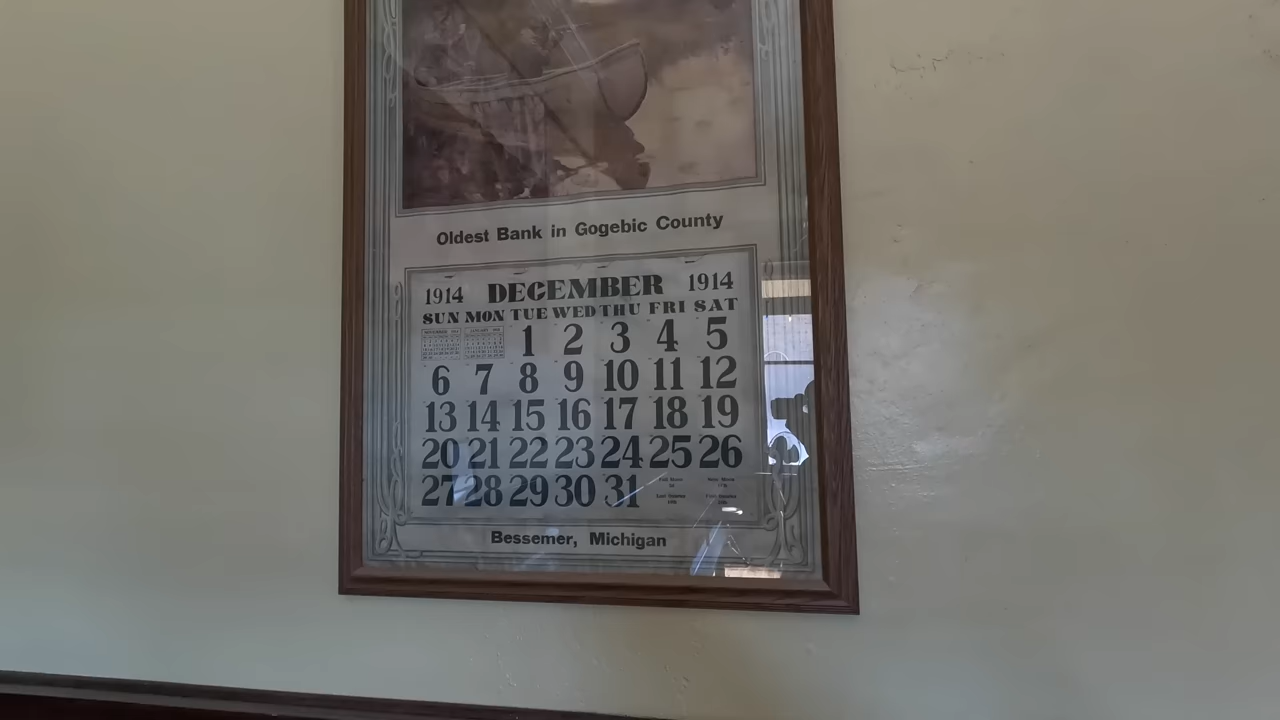 Oldest Bank in Gogebic County
1914 DECEMBER 1914
SUN MON TUE WED THU FRI SAT
1 2 3 4 5
6 7 8 9 10 11 12
13 14 15 16 17 18 19
20 21 22 23 24 25 26
27 28 29 30 31
Bessemer, Michigan